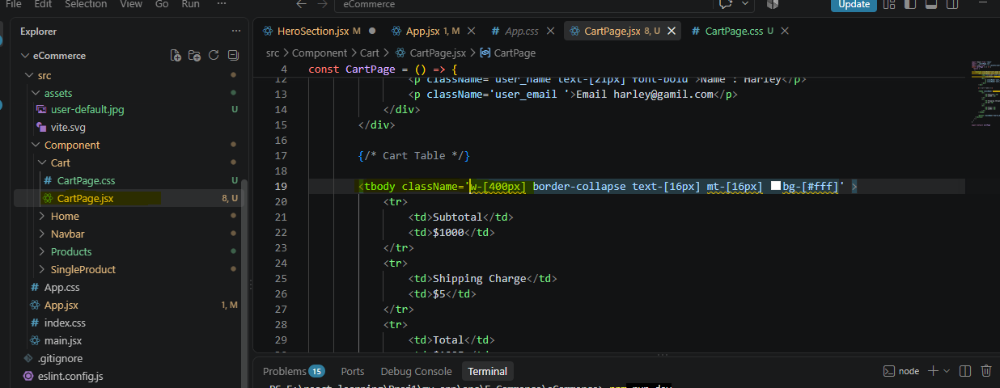 File Edit Selection View Go Run ··· eCommerce Update
Explorer ···
HeroSection.jsx M ● App.jsx 1, M # App.css CartPage.jsx 8, U # CartPage.css U
eCommerce
src > Component > Cart > CartPage.jsx > CartPage
src
assets
user-default.jpg U
vite.svg
Component
Cart
# CartPage.css U
CartPage.jsx 8, U
Home
Navbar
Products
SingleProduct
# App.css
App.jsx 1, M
# index.css
main.jsx
.gitignore
eslint.config.js
4 const CartPage = () => {
12 <p className='user_name text-[21px] font-bold'>Name : Harley</p>
13 <p className='user_email '>Email harley@gamil.com</p>
14 </div>
15 </div>
16
17 {/* Cart Table */}
18
19 <tbody className='w-[400px] border-collapse text-[16px] mt-[16px] bg-[#fff]' >
20 <tr>
21 <td>Subtotal</td>
22 <td>$1000</td>
23 </tr>
24 <tr>
25 <td>Shipping Charge</td>
26 <td>$5</td>
27 </tr>
28 <tr>
29 <td>Total</td>
Problems 15 Ports Debug Console Terminal node